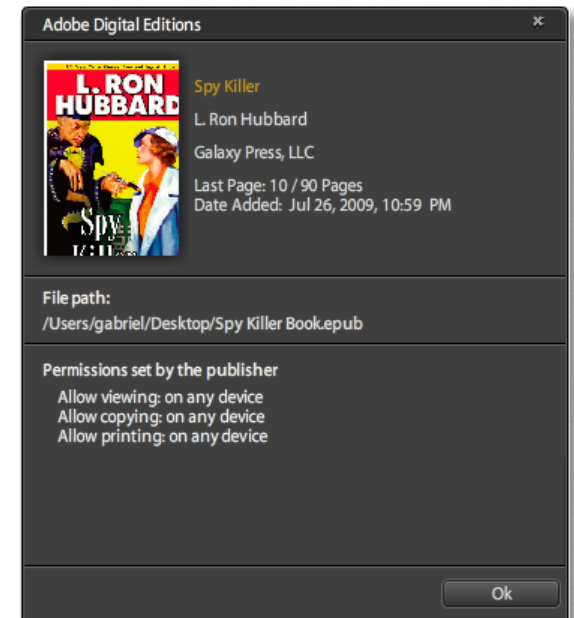 Adobe Digital Editions
L. RON
HUBBARD
Spy
Killer
Spy Killer
L. Ron Hubbard
Galaxy Press, LLC
Last Page: 10 / 90 Pages
Date Added: Jul 26, 2009, 10:59 PM
File path:
/Users/gabriel/Desktop/Spy Killer Book.epub
Permissions set by the publisher
Allow viewing: on any device
Allow copying: on any device
Allow printing: on any device
Ok